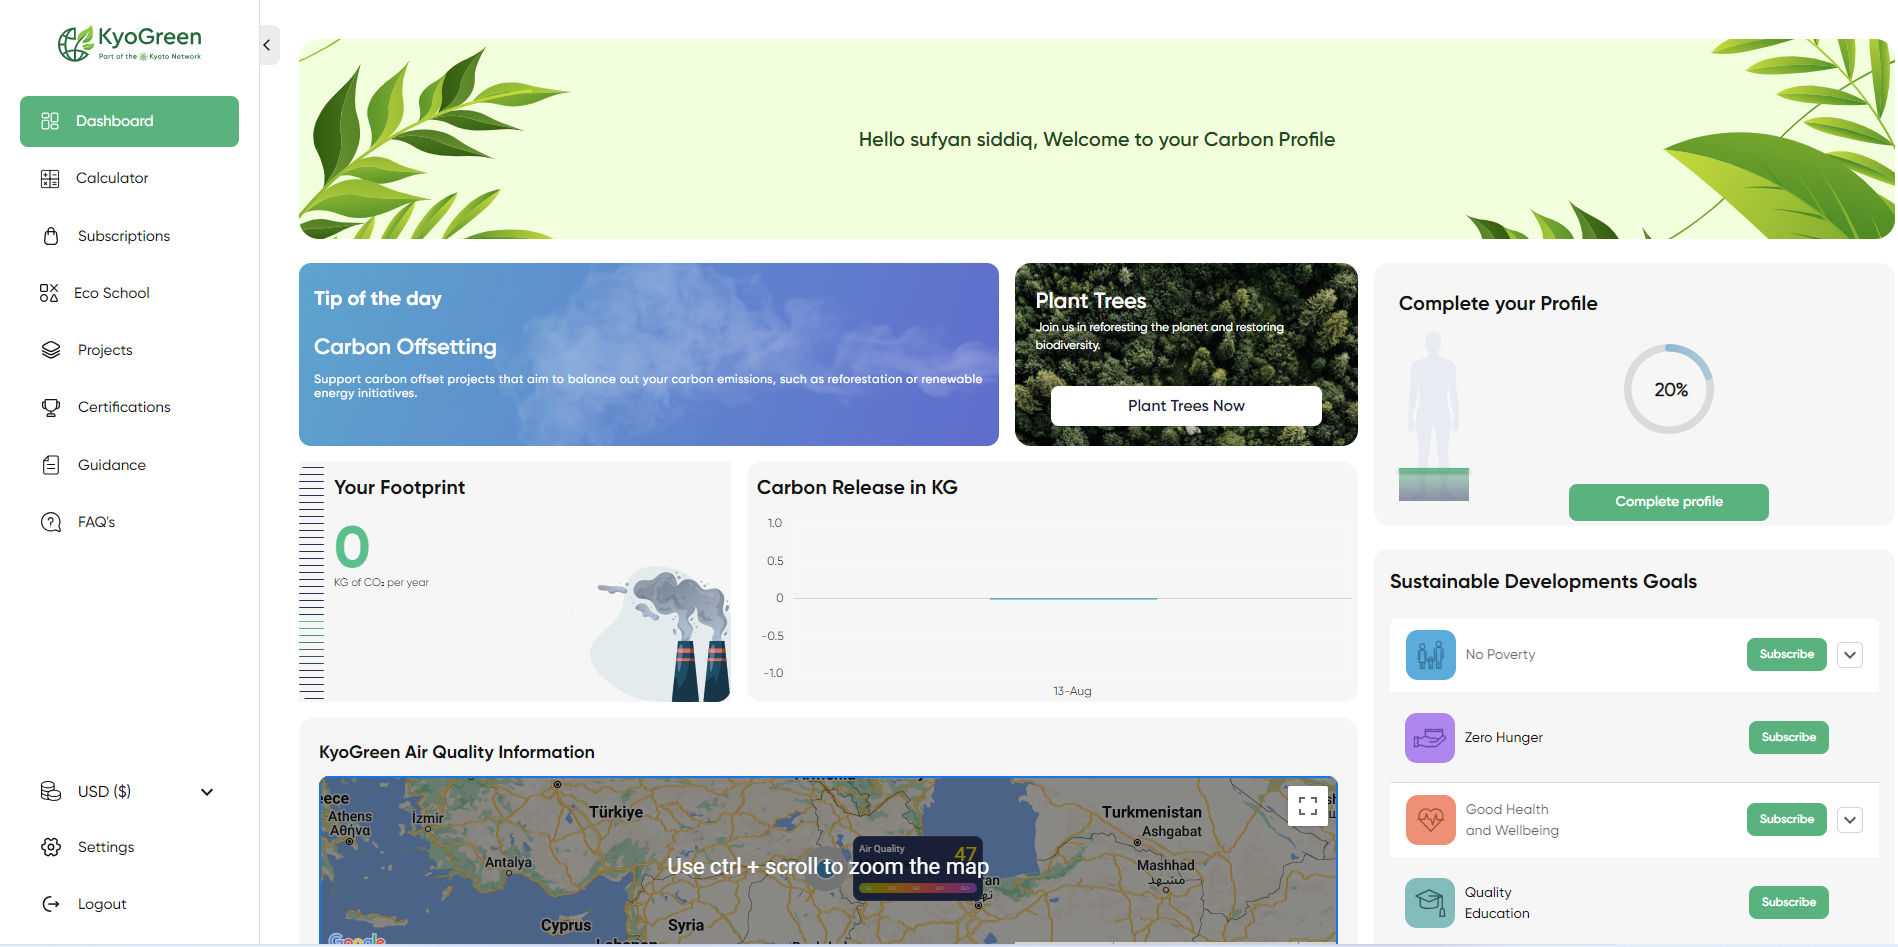 KyoGreen
Part of the Kyoto Network
Dashboard
Calculator
Subscriptions
Eco School
Projects
Certifications
Guidance
FAQ's
USD ($)
Settings
Logout
Hello sufyan siddiq, Welcome to your Carbon Profile
Tip of the day
Carbon Offsetting
Support carbon offset projects that aim to balance out your carbon emissions, such as reforestation or renewable
energy initiatives.
Plant Trees
Join us in reforesting the planet and restoring
biodiversity.
Plant Trees Now
Complete your Profile
20%
Complete profile
Your Footprint
0
KG of CO₂ per year
Carbon Release in KG
1.0
0.5
0
-0.5
-1.0
13-Aug
Sustainable Developments Goals
No Poverty
Subscribe
Zero Hunger
Subscribe
Good Health
and Wellbeing
Subscribe
Quality
Education
Subscribe
KyoGreen Air Quality Information
Athens
Αθήνα
İzmir
Türkiye
Antalya
Cyprus
Syria
Turkmenistan
Ashgabat
Mashhad
مشهد
Air Quality
47
Use ctrl + scroll to zoom the map
Google